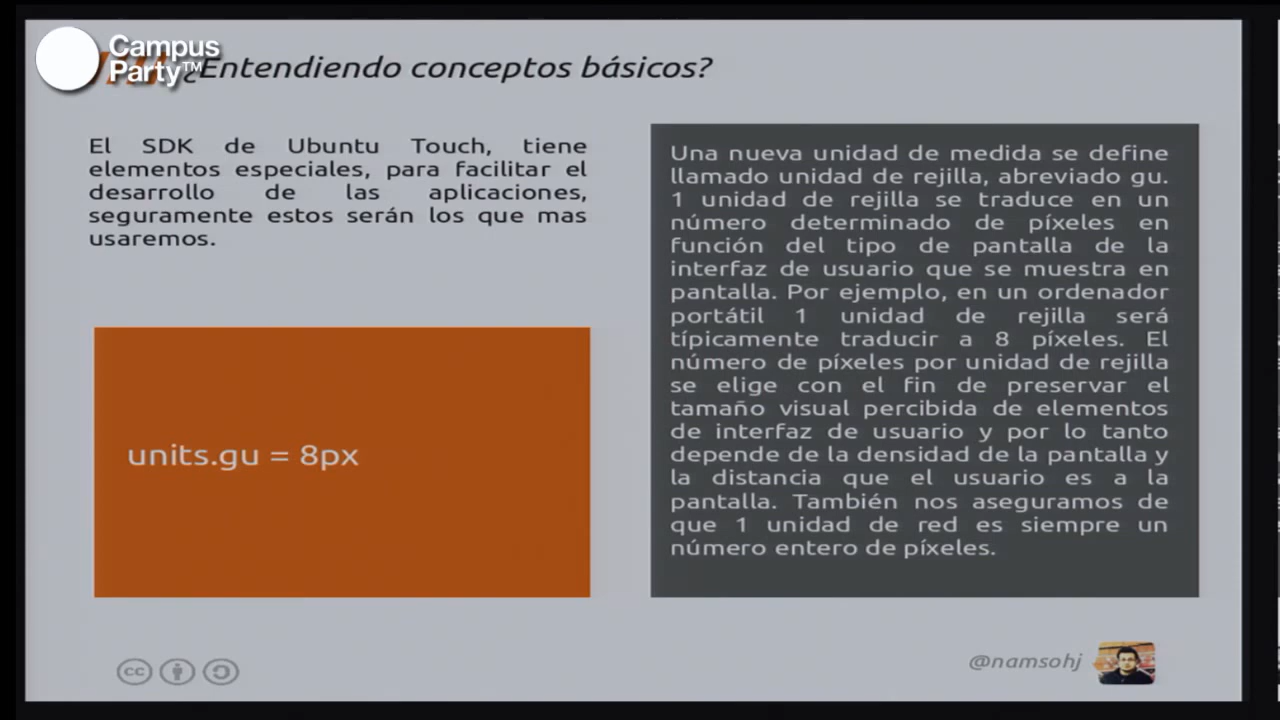 Campus
Party™
¿Entendiendo conceptos básicos?
El SDK de Ubuntu Touch, tiene
elementos especiales, para facilitar el
desarrollo de las aplicaciones,
seguramente estos serán los que mas
usaremos.
units.gu = 8px
Una nueva unidad de medida se define
llamado unidad de rejilla, abreviado gu.
1 unidad de rejilla se traduce en un
número determinado de píxeles en
función del tipo de pantalla de la
interfaz de usuario que se muestra en
pantalla. Por ejemplo, en un ordenador
portátil 1 unidad de rejilla será
típicamente traducir a 8 píxeles. El
número de píxeles por unidad de rejilla
se elige con el fin de preservar el
tamaño visual percibida de elementos
de interfaz de usuario y por lo tanto
depende de la densidad de la pantalla y
la distancia que el usuario es a la
pantalla. También nos aseguramos de
que 1 unidad de red es siempre un
número entero de píxeles.
cc
@namsohj